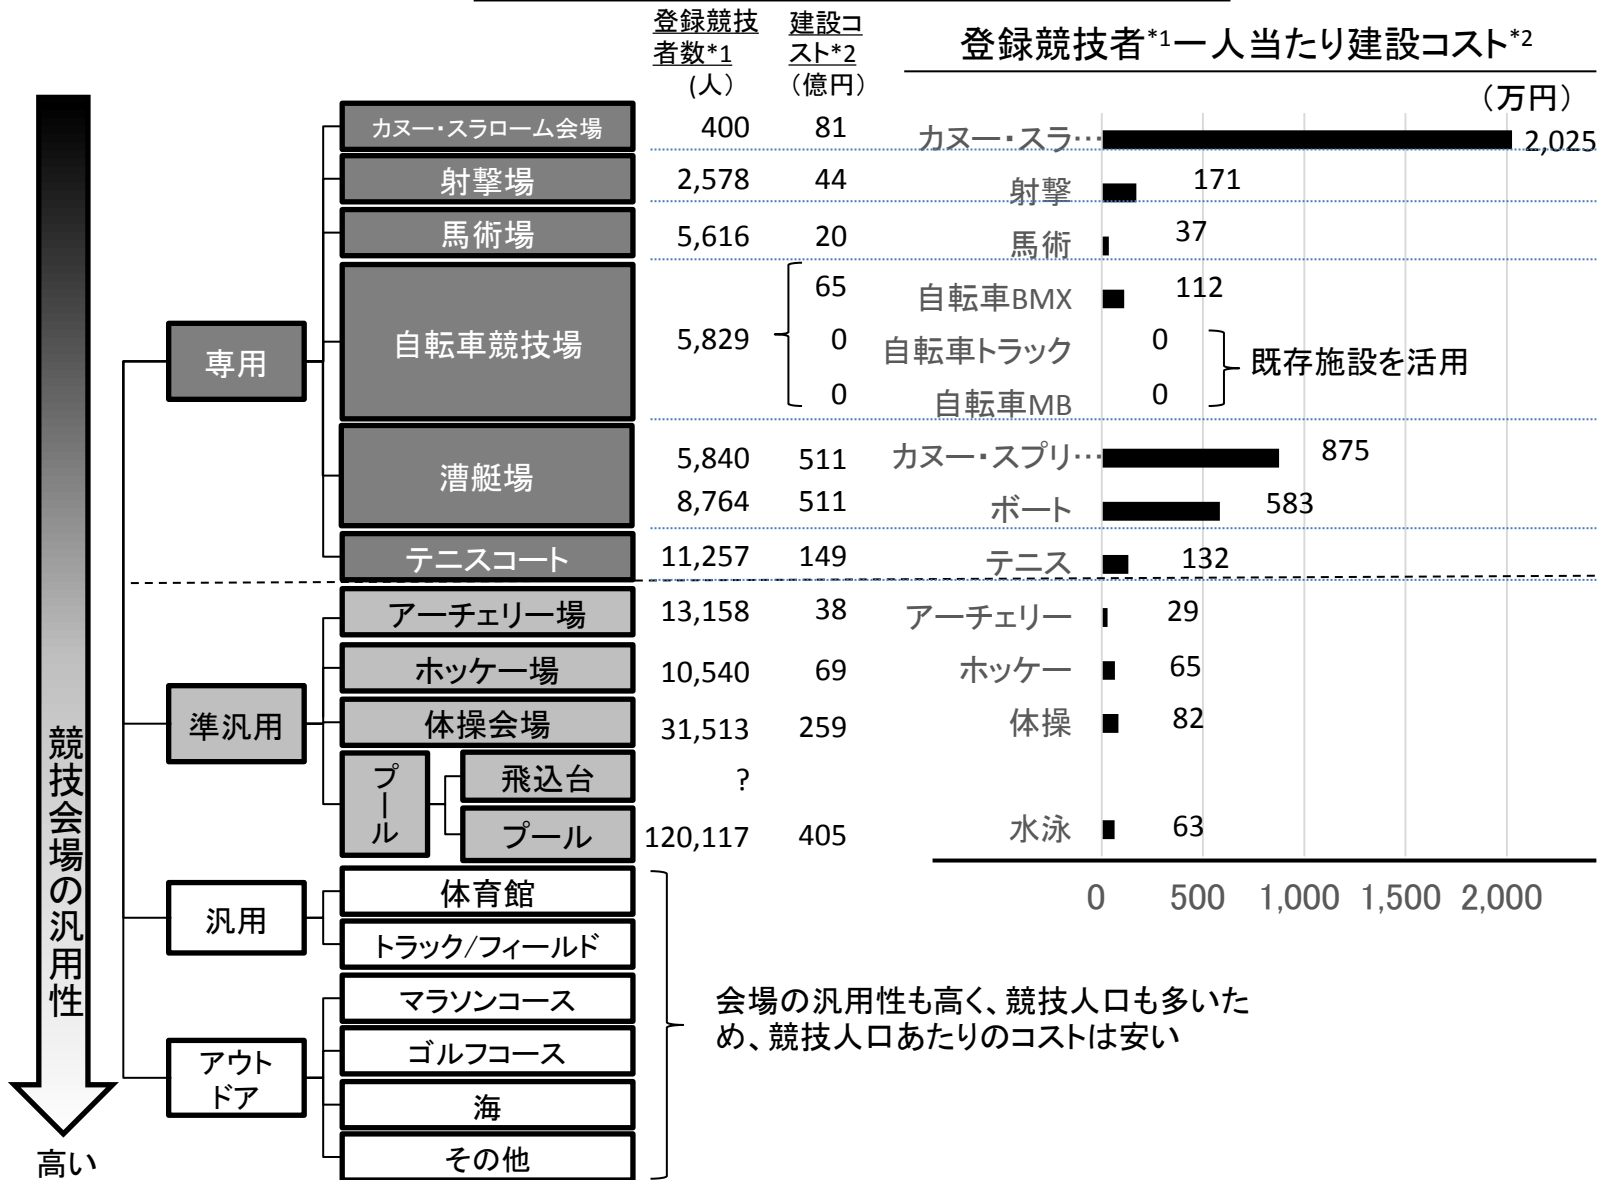 登録競技
者数*1
(人)
建設コ
スト*2
（億円）
登録競技者*1一人当たり建設コスト*2
（万円）
競技会場の汎用性
高い
専用
カヌー・スラローム会場 400 81 カヌー・スラ… 2,025
射撃場 2,578 44 射撃 171
馬術場 5,616 20 馬術 37
自転車競技場 5,829
65 自転車BMX 112
0 自転車トラック 0
0 自転車MB 0
既存施設を活用
漕艇場
5,840 511 カヌー・スプリ… 875
8,764 511 ボート 583
テニスコート 11,257 149 テニス 132
準汎用
アーチェリー場 13,158 38 アーチェリー 29
ホッケー場 10,540 69 ホッケー 65
体操会場 31,513 259 体操 82
プール
飛込台 ?
プール 120,117 405 水泳 63
0 500 1,000 1,500 2,000
汎用
体育館
トラック/フィールド
アウト
ドア
マラソンコース
ゴルフコース
海
その他
会場の汎用性も高く、競技人口も多いた
め、競技人口あたりのコストは安い